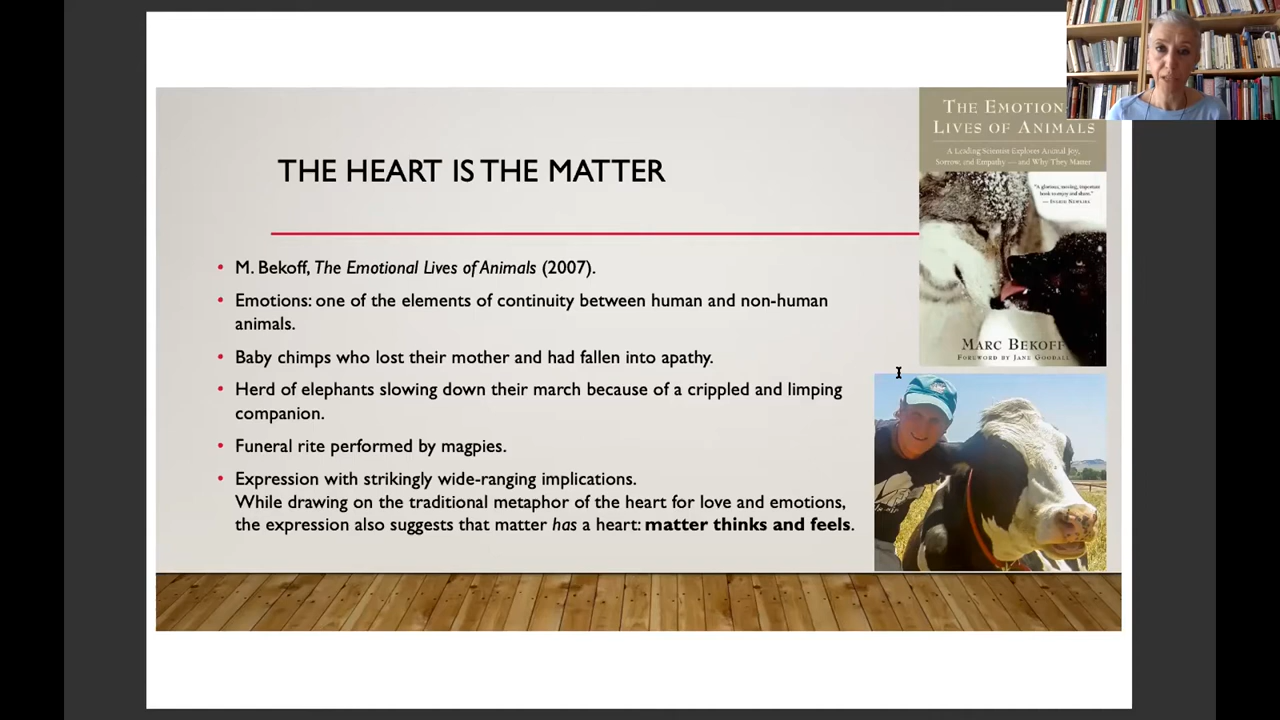 THE HEART IS THE MATTER
• M. Bekoff, The Emotional Lives of Animals (2007).
• Emotions: one of the elements of continuity between human and non-human
animals.
• Baby chimps who lost their mother and had fallen into apathy.
• Herd of elephants slowing down their march because of a crippled and limping
companion.
• Funeral rite performed by magpies.
• Expression with strikingly wide-ranging implications.
While drawing on the traditional metaphor of the heart for love and emotions,
the expression also suggests that matter has a heart: matter thinks and feels.
THE EMOTION
LIVES OF ANIMALS
A Leading Scientist Explores Animal Joy,
Sorrow, and Empathy — and Why They Matter
"A glorious, moving, important
book to enjoy and share."
— INGRID NEWKIRK
MARC BEKOFF
FOREWORD BY JANE GOODALL